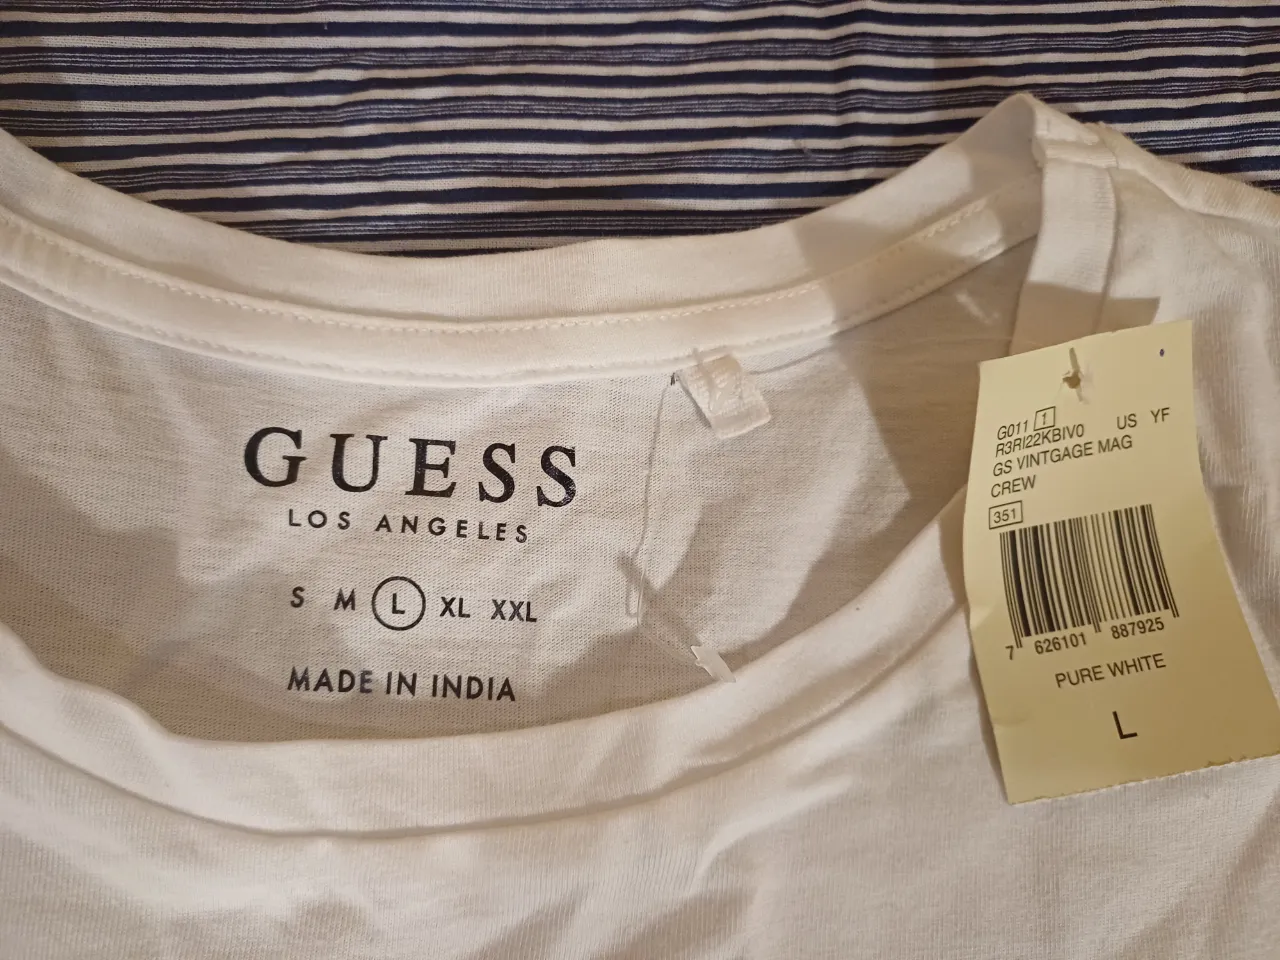 GUESS
LOS ANGELES
S M L XL XXL
MADE IN INDIA
G011 1 US YF
R3RI22KBIV0
GS VINTGAGE MAG
CREW
351
7 626101 887925
PURE WHITE
L